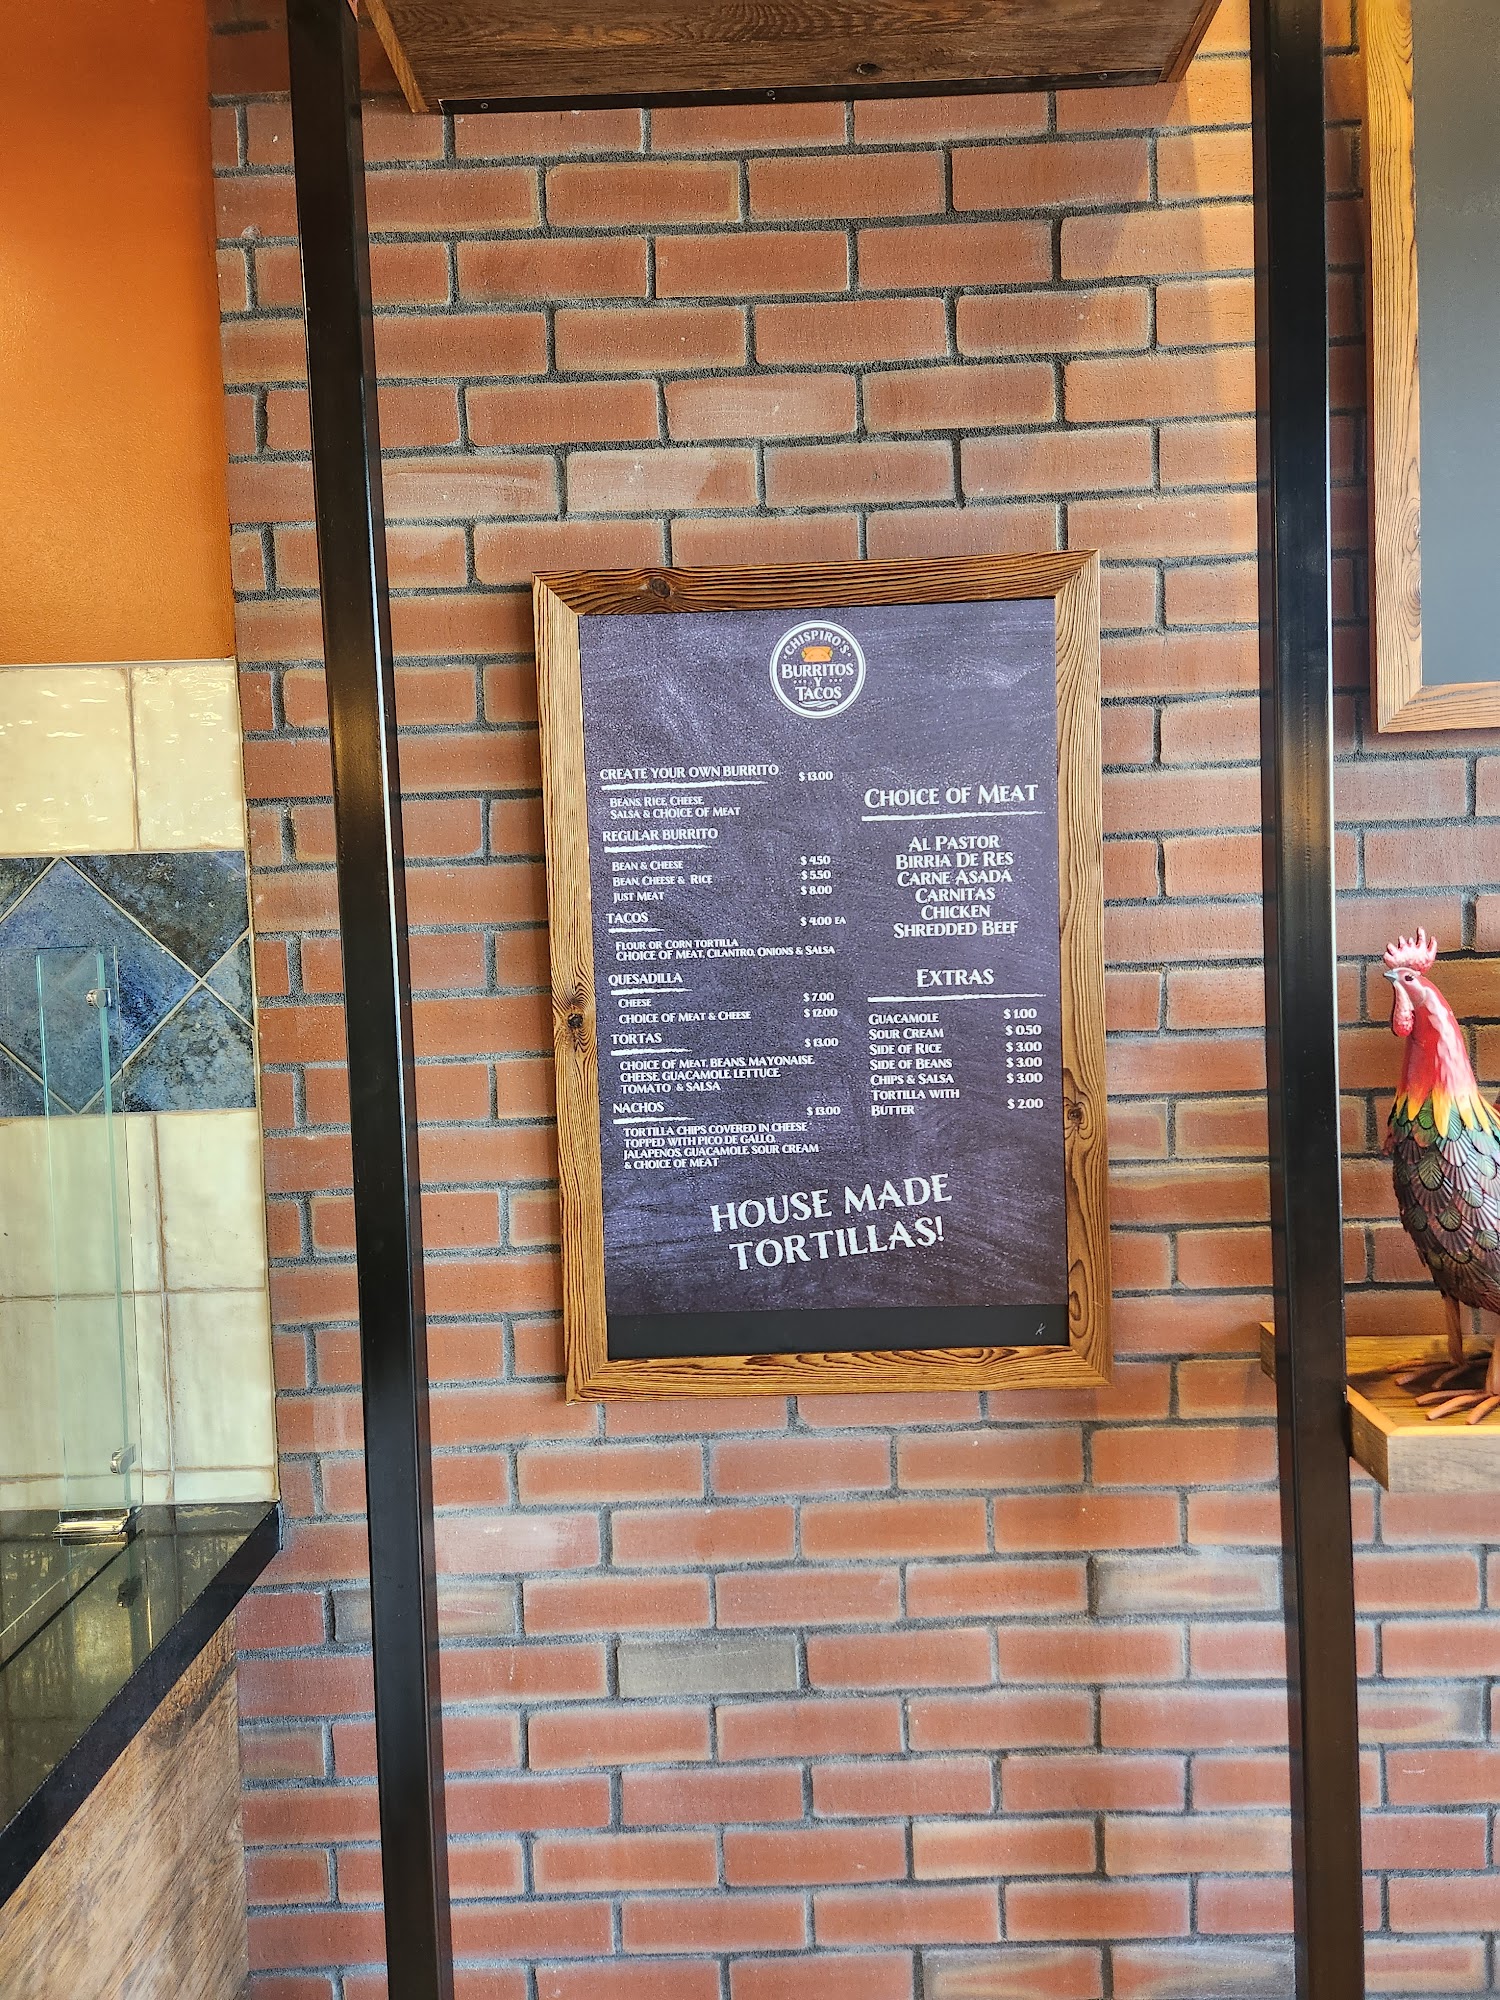 CHISPIRO'S
BURRITOS
Y
TACOS
CREATE YOUR OWN BURRITO $13.00
BEANS, RICE, CHEESE,
SALSA & CHOICE OF MEAT
REGULAR BURRITO
BEAN & CHEESE $4.50
BEAN, CHEESE & RICE $5.50
JUST MEAT $8.00
TACOS $4.00 EA
FLOUR OR CORN TORTILLA
CHOICE OF MEAT, CILANTRO, ONIONS & SALSA
QUESADILLA
CHEESE $7.00
CHOICE OF MEAT & CHEESE $12.00
TORTAS $13.00
CHOICE OF MEAT, BEANS, MAYONAISE,
CHEESE, GUACAMOLE, LETTUCE,
TOMATO & SALSA
NACHOS $13.00
TORTILLA CHIPS COVERED IN CHEESE
TOPPED WITH PICO DE GALLO,
JALAPENOS, GUACAMOLE, SOUR CREAM
& CHOICE OF MEAT
CHOICE OF MEAT
AL PASTOR
BIRRIA DE RES
CARNE ASADA
CARNITAS
CHICKEN
SHREDDED BEEF
EXTRAS
GUACAMOLE $1.00
SOUR CREAM $0.50
SIDE OF RICE $3.00
SIDE OF BEANS $3.00
CHIPS & SALSA $3.00
TORTILLA WITH
BUTTER $2.00
HOUSE MADE
TORTILLAS!